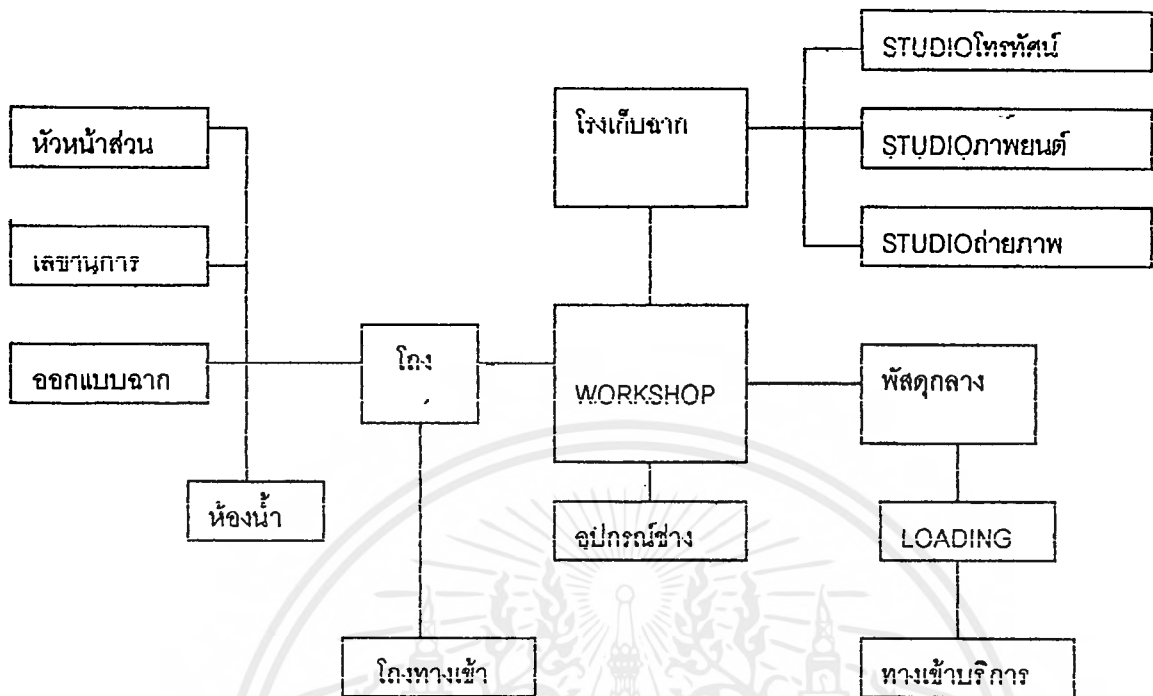 STUDIOโทรทัศน์
โรงเก็บฉาก
หัวหน้าส่วน
STUDIOภาพยนต์
STUDIOถ่ายภาพ
เลขานุการ
โถง
WORKSHOP
พัสดุกลาง
ออกแบบฉาก
ห้องน้ำ
อุปกรณ์ช่าง
LOADING
โถงทางเข้า
ทางเข้าบริการ